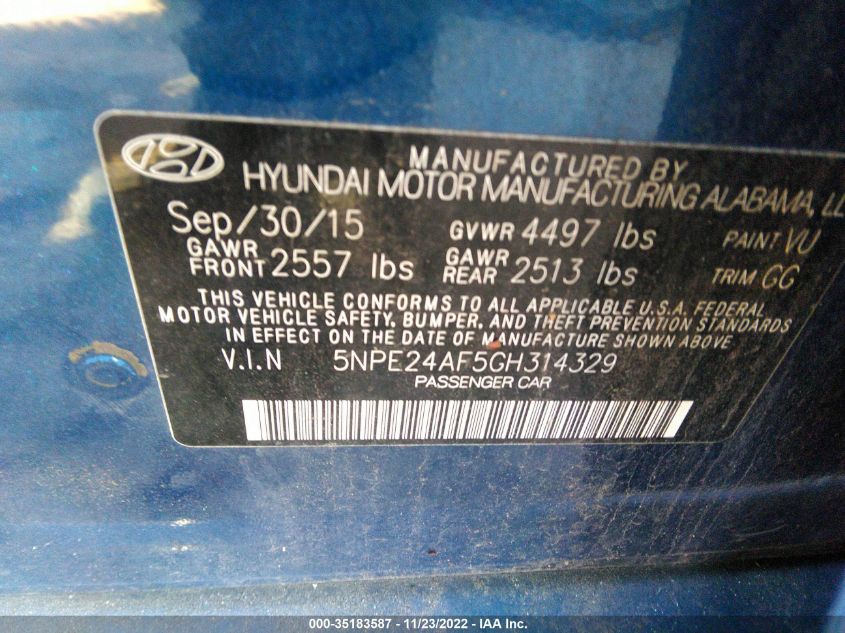 MANUFACTURED BY
HYUNDAI MOTOR MANUFACTURING ALABAMA,
Sep/30/15 GVWR 4497 lbs PAINT VU
GAWR FRONT 2557 lbs GAWR REAR 2513 lbs TRIM GG
THIS VEHICLE CONFORMS TO ALL APPLICABLE U.S.A. FEDERAL
MOTOR VEHICLE SAFETY, BUMPER, AND THEFT PREVENTION STANDARDS
IN EFFECT ON THE DATE OF MANUFACTURE SHOWN ABOVE
V.I.N 5NPE24AF5GH314329
PASSENGER CAR
000-35183587 - 11/23/2022 - IAA Inc.